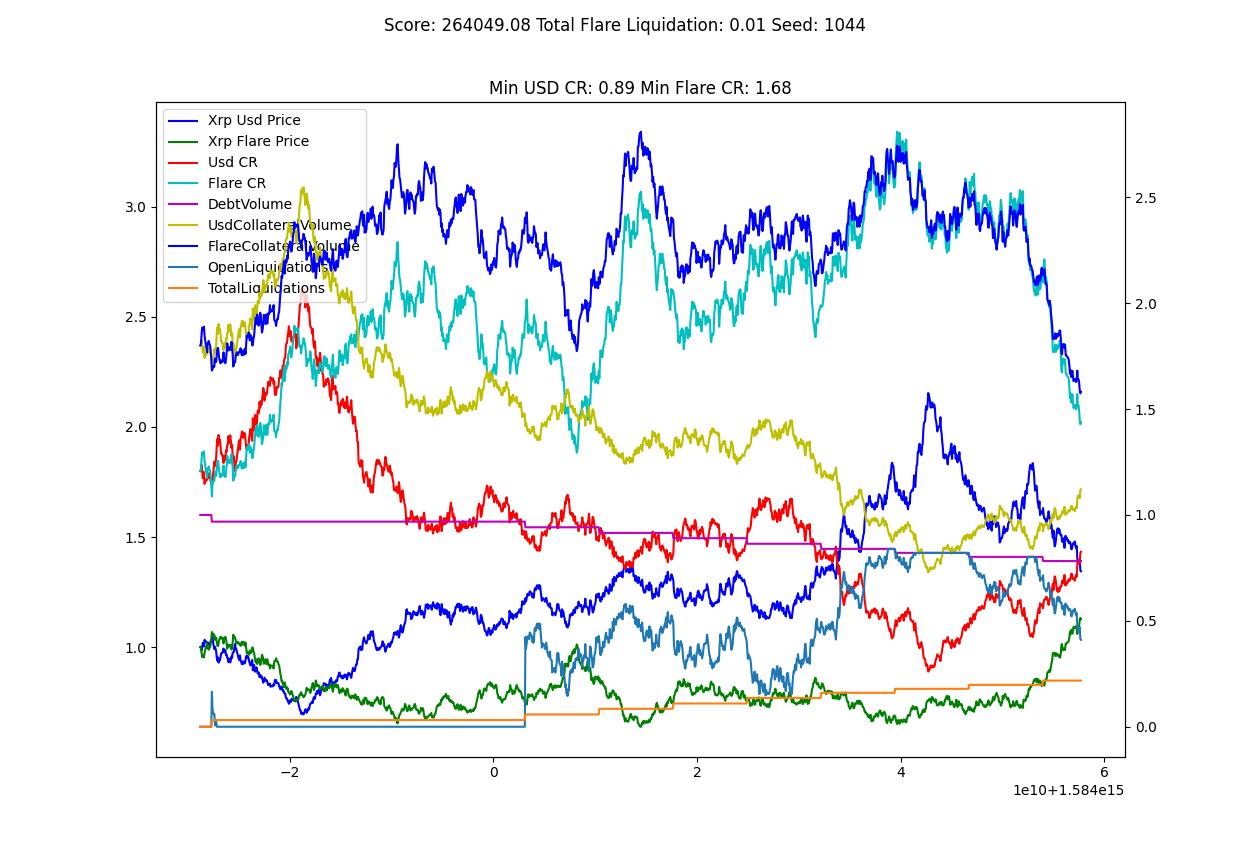 Score: 264049.08 Total Flare Liquidation: 0.01 Seed: 1044
Min USD CR: 0.89 Min Flare CR: 1.68
Xrp Usd Price
Xrp Flare Price
Usd CR
Flare CR
DebtVolume
UsdCollateralVolume
FlareCollateralVolume
OpenLiquidations
TotalLiquidations
3.0
2.5
2.0
1.5
1.0
2.5
2.0
1.5
1.0
0.5
0.0
−2
0
2
4
6
1e10+1.584e15